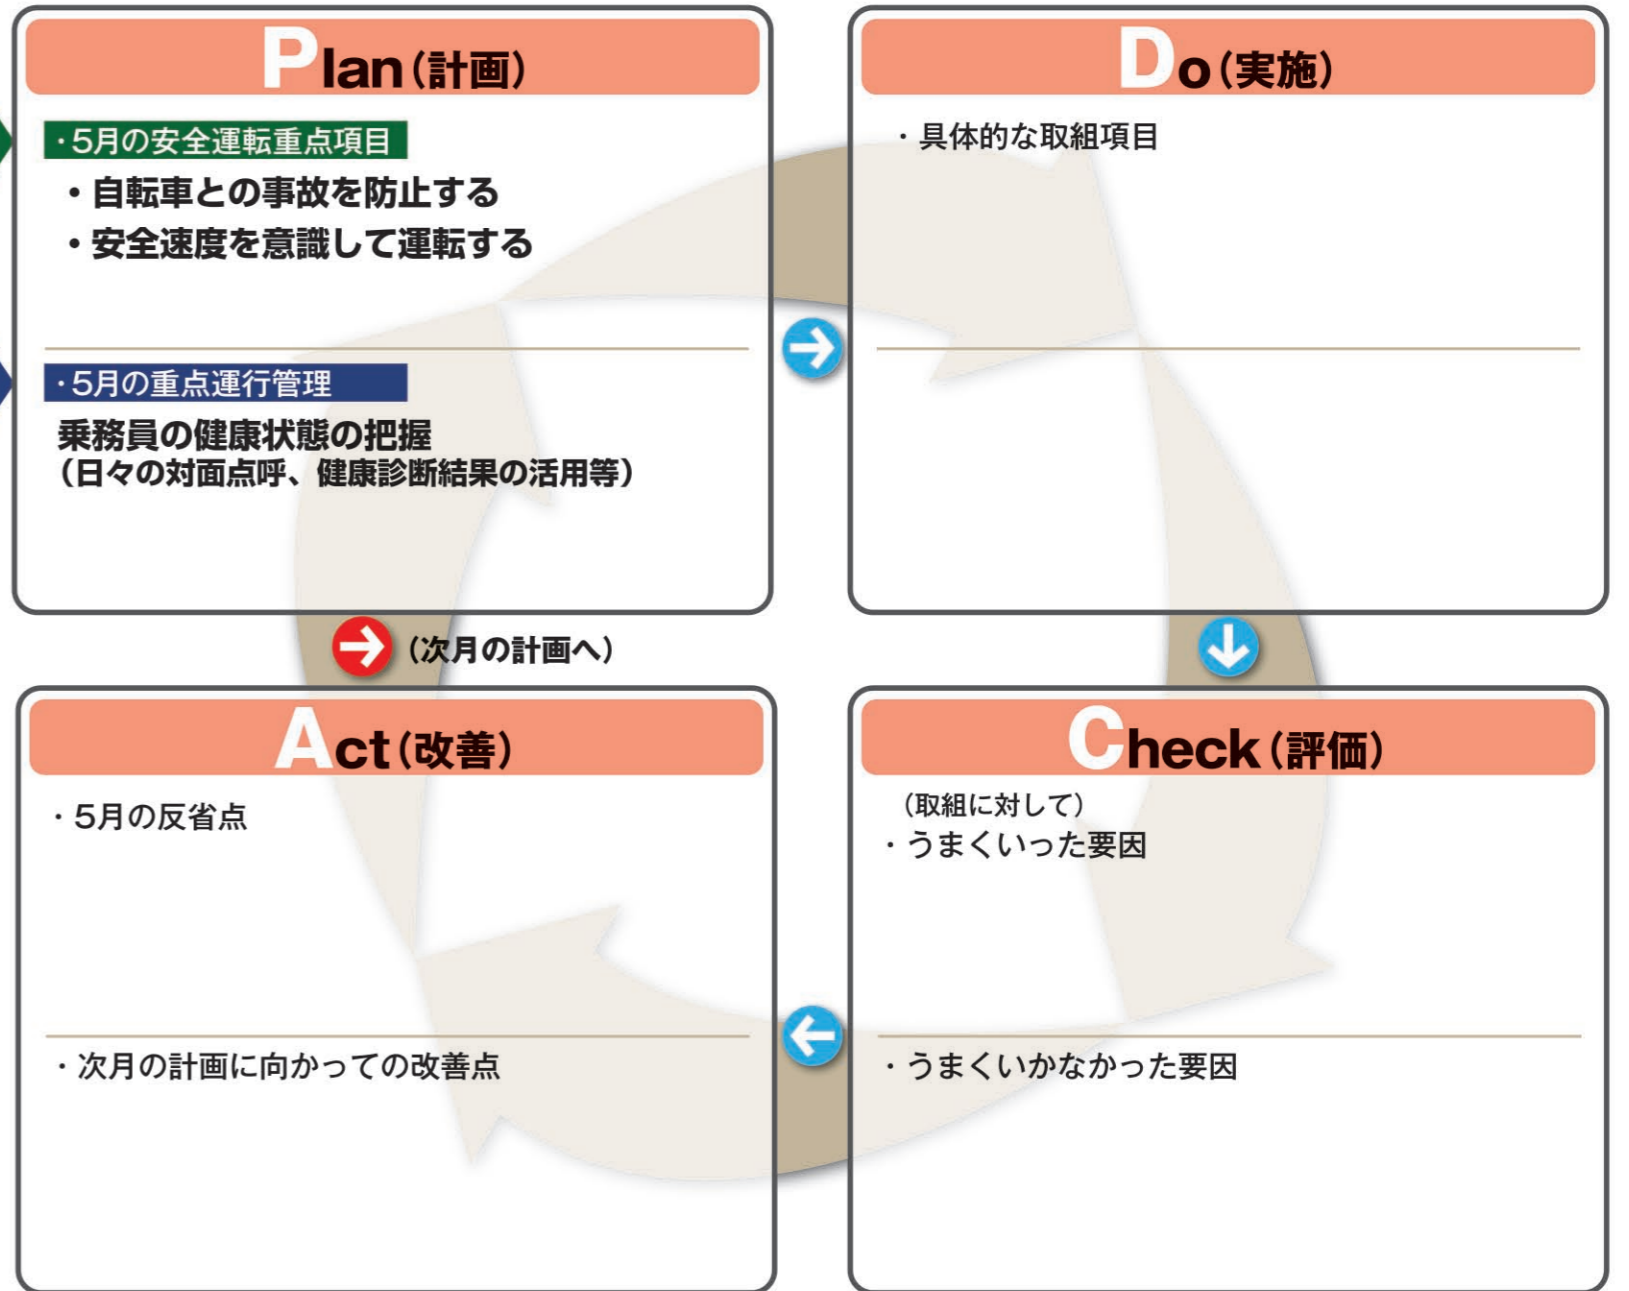 Plan（計画）
・5月の安全運転重点項目
・自転車との事故を防止する
・安全速度を意識して運転する
・5月の重点運行管理
乗務員の健康状態の把握
（日々の対面点呼、健康診断結果の活用等）
Do（実施）
・具体的な取組項目
（次月の計画へ）
Act（改善）
・5月の反省点
・次月の計画に向かっての改善点
Check（評価）
（取組に対して）
・うまくいった要因
・うまくいかなかった要因